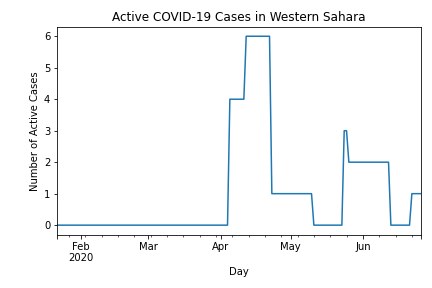 Active COVID-19 Cases in Western Sahara
Number of Active Cases
6
5
4
3
2
1
0
Feb Mar Apr May Jun
2020
Day